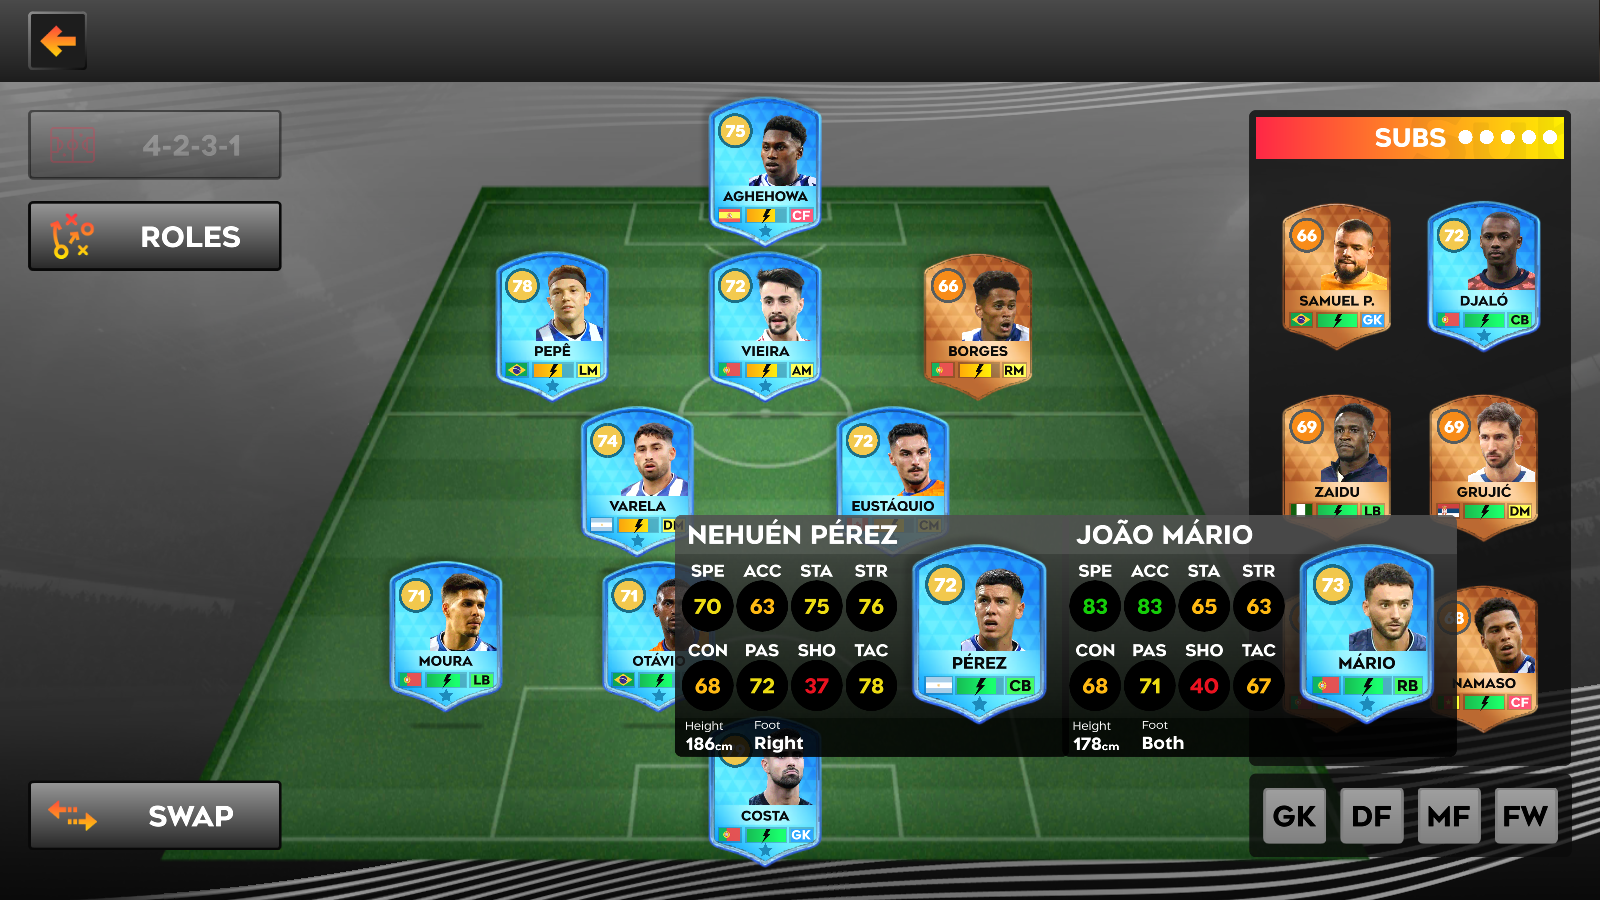 4-2-3-1
ROLES
SWAP
75
AGHEHOWA
CF
78
PEPÊ
LM
72
VIEIRA
AM
66
BORGES
RM
74
VARELA
DM
72
EUSTÁQUIO
CM
71
MOURA
LB
71
OTÁVIO
COSTA
GK
NEHUÉN PÉREZ
SPE ACC STA STR
70 63 75 76
CON PAS SHO TAC
68 72 37 78
Height Foot
186cm Right
72
PÉREZ
CB
JOÃO MÁRIO
SPE ACC STA STR
83 83 65 63
CON PAS SHO TAC
68 71 40 67
Height Foot
178cm Both
73
MÁRIO
RB
SUBS
66
SAMUEL P.
GK
72
DJALÓ
CB
69
ZAIDU
LB
69
GRUJIĆ
DM
NAMASO
CF
GK DF MF FW